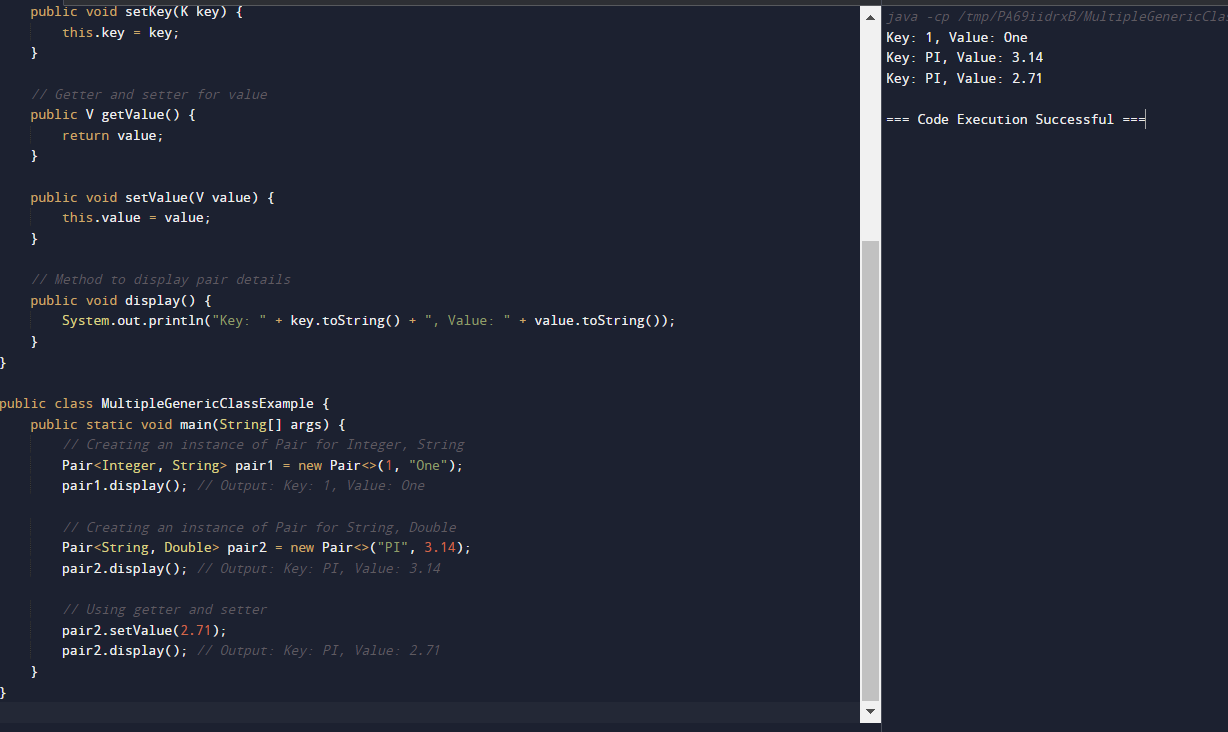 public void setKey(K key) {
this.key = key;
}
// Getter and setter for value
public V getValue() {
return value;
}
public void setValue(V value) {
this.value = value;
}
// Method to display pair details
public void display() {
System.out.println("Key: " + key.toString() + ", Value: " + value.toString());
}
}
public class MultipleGenericClassExample {
public static void main(String[] args) {
// Creating an instance of Pair for Integer, String
Pair<Integer, String> pair1 = new Pair<>(1, "One");
pair1.display(); // Output: Key: 1, Value: One
// Creating an instance of Pair for String, Double
Pair<String, Double> pair2 = new Pair<>("PI", 3.14);
pair2.display(); // Output: Key: PI, Value: 3.14
// Using getter and setter
pair2.setValue(2.71);
pair2.display(); // Output: Key: PI, Value: 2.71
}
}
java -cp /tmp/PA69iidrxB/MultipleGenericCla
Key: 1, Value: One
Key: PI, Value: 3.14
Key: PI, Value: 2.71
=== Code Execution Successful ===